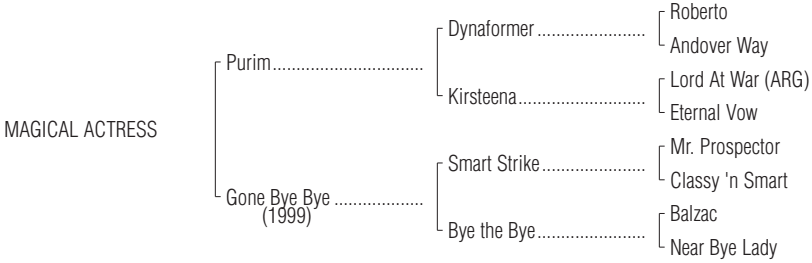 Roberto
Dynaformer ........................
Andover Way
Purim.................................
Lord At War (ARG)
Kirsteena............................
Eternal Vow
MAGICAL ACTRESS
Mr. Prospector
Smart Strike.......................
Classy 'n Smart
Gone Bye Bye ....................
(1999)
Balzac
Bye the Bye........................
Near Bye Lady